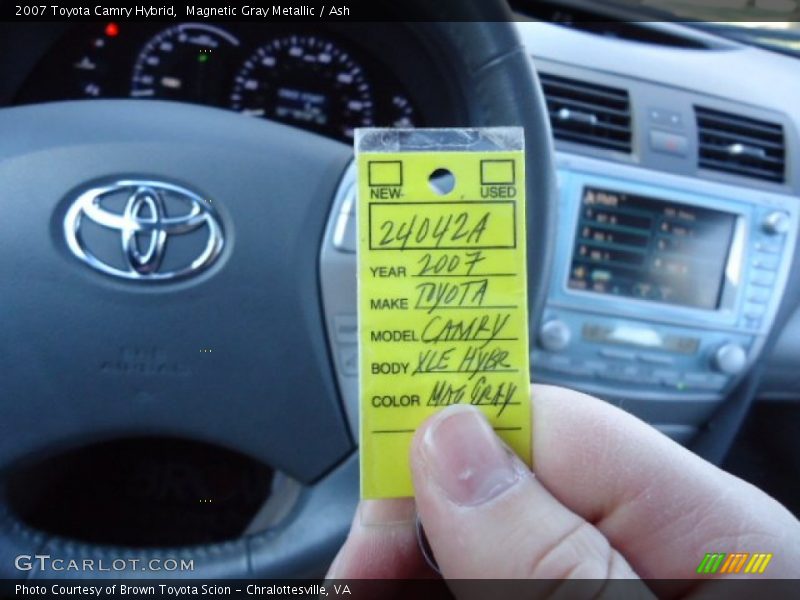 2007 Toyota Camry Hybrid, Magnetic Gray Metallic / Ash
NEW USED
24042A
YEAR 2007
MAKE TOYOTA
MODEL CAMRY
BODY XLE HYBR
COLOR MAG GRAY
GTCARLOT.COM
Photo Courtesy of Brown Toyota Scion - Chralottesville, VA